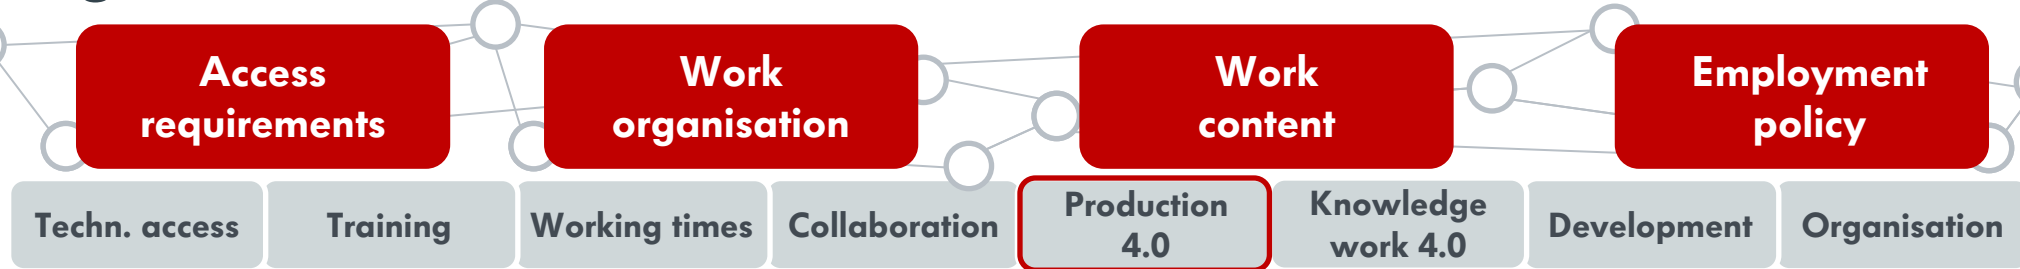 Access
requirements
Work
organisation
Work
content
Employment
policy
Techn. access
Training
Working times
Collaboration
Production
4.0
Knowledge
work 4.0
Development
Organisation